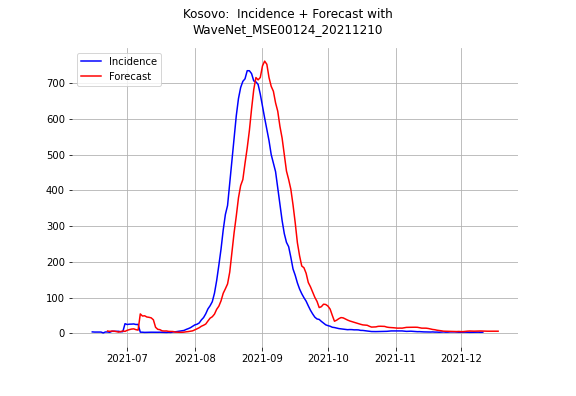 Kosovo:  Incidence + Forecast with
WaveNet_MSE00124_20211210
Incidence
Forecast
700
600
500
400
300
200
100
0
2021-07 2021-08 2021-09 2021-10 2021-11 2021-12